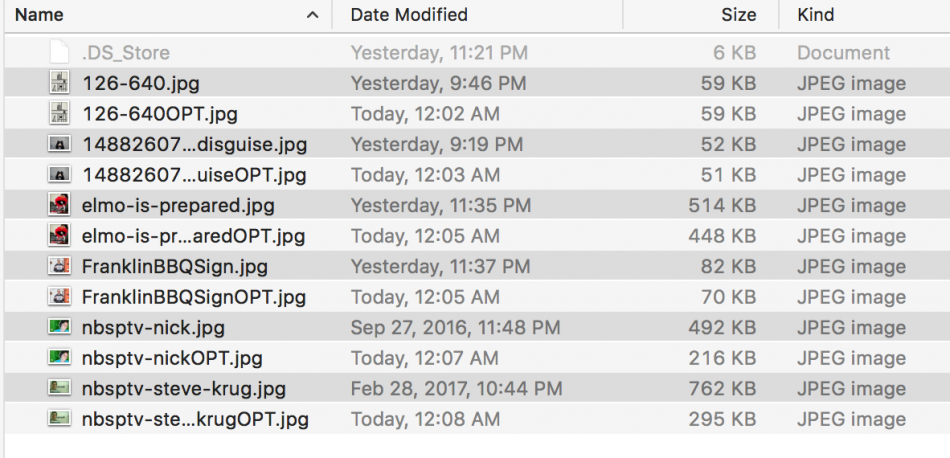 Name Date Modified Size Kind
.DS_Store Yesterday, 11:21 PM 6 KB Document
126-640.jpg Yesterday, 9:46 PM 59 KB JPEG image
126-640OPT.jpg Today, 12:02 AM 59 KB JPEG image
14882607...disguise.jpg Yesterday, 9:19 PM 52 KB JPEG image
14882607...uiseOPT.jpg Today, 12:03 AM 51 KB JPEG image
elmo-is-prepared.jpg Yesterday, 11:35 PM 514 KB JPEG image
elmo-is-pr...aredOPT.jpg Today, 12:05 AM 448 KB JPEG image
FranklinBBQSign.jpg Yesterday, 11:37 PM 82 KB JPEG image
FranklinBBQSignOPT.jpg Today, 12:05 AM 70 KB JPEG image
nbsptv-nick.jpg Sep 27, 2016, 11:48 PM 492 KB JPEG image
nbsptv-nickOPT.jpg Today, 12:07 AM 216 KB JPEG image
nbsptv-steve-krug.jpg Feb 28, 2017, 10:44 PM 762 KB JPEG image
nbsptv-ste...krugOPT.jpg Today, 12:08 AM 295 KB JPEG image